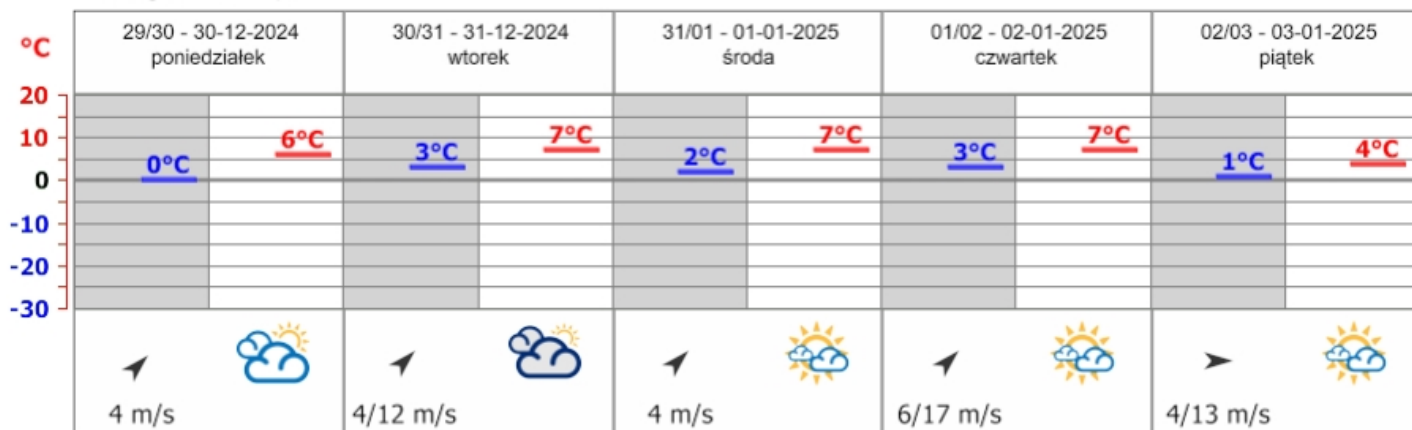 °C
29/30 - 30-12-2024
poniedziałek
30/31 - 31-12-2024
wtorek
31/01 - 01-01-2025
środa
01/02 - 02-01-2025
czwartek
02/03 - 03-01-2025
piątek
20
10
0
-10
-20
-30
0°C
6°C
3°C
7°C
2°C
7°C
3°C
7°C
1°C
4°C
4 m/s
4/12 m/s
4 m/s
6/17 m/s
4/13 m/s